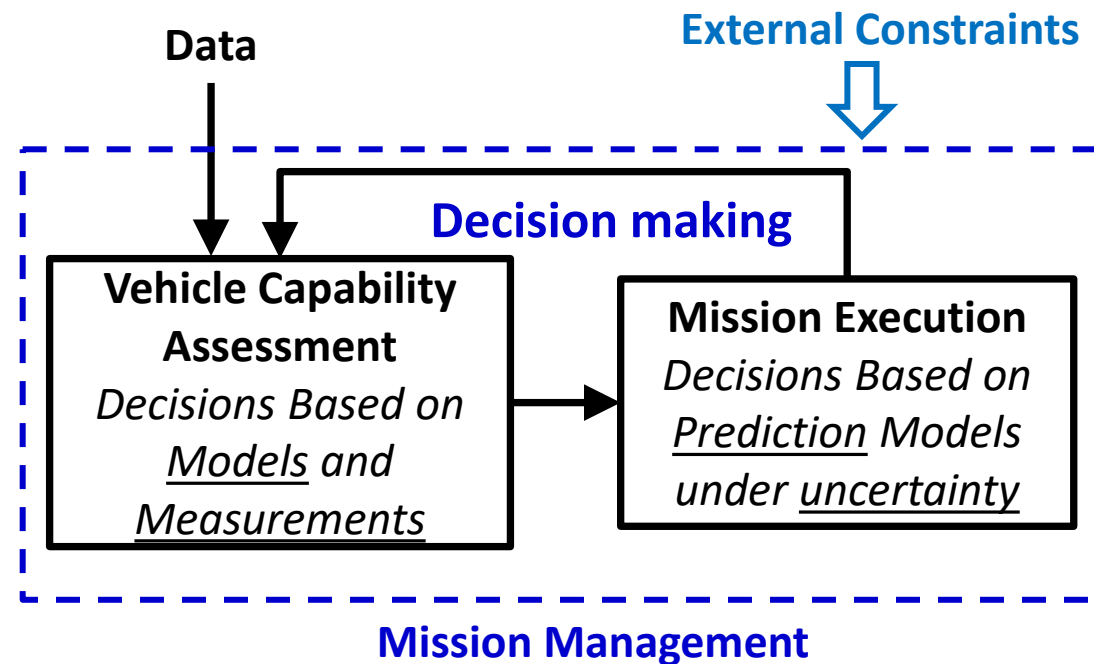 Data
External Constraints
Decision making
Vehicle Capability
Assessment
Decisions Based on
Models and
Measurements
Mission Execution
Decisions Based on
Prediction Models
under uncertainty
Mission Management